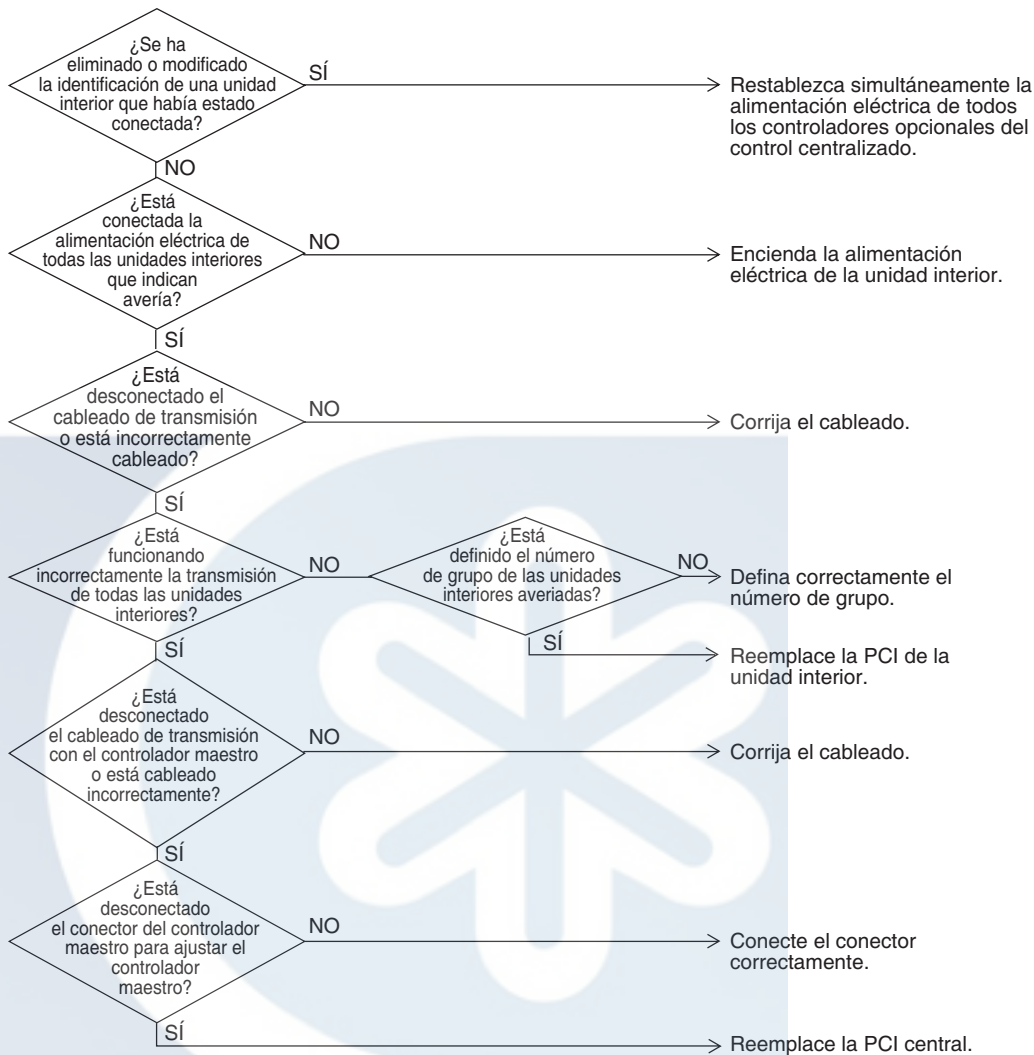 ¿Se ha
eliminado o modificado
la identificación de una unidad
interior que había estado
conectada?
SÍ
Restablezca simultáneamente la
alimentación eléctrica de todos
los controladores opcionales del
control centralizado.
NO
¿Está
conectada la
alimentación eléctrica de
todas las unidades interiores
que indican
avería?
NO
Encienda la alimentación
eléctrica de la unidad interior.
SÍ
¿Está
desconectado el
cableado de transmisión
o está incorrectamente
cableado?
NO
Corrija el cableado.
SÍ
¿Está
funcionando
incorrectamente la transmisión
de todas las unidades
interiores?
NO
¿Está
definido el número
de grupo de las unidades
interiores averiadas?
NO
Defina correctamente el
número de grupo.
SÍ
Reemplace la PCI de la
unidad interior.
SÍ
¿Está
desconectado
el cableado de transmisión
con el controlador maestro
o está cableado
incorrectamente?
NO
Corrija el cableado.
SÍ
¿Está
desconectado
el conector del controlador
maestro para ajustar el
controlador
maestro?
NO
Conecte el conector
correctamente.
SÍ
Reemplace la PCI central.